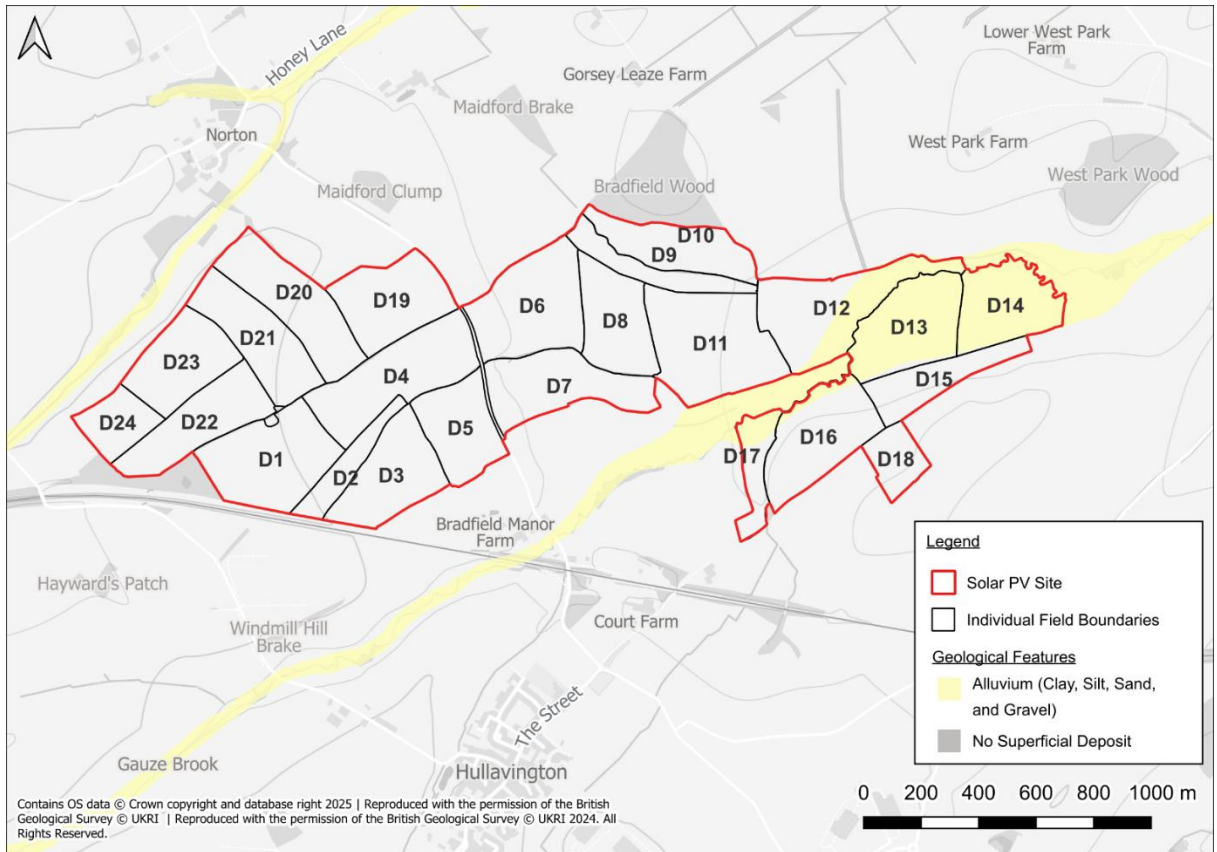 Honey Lane
Lower West Park
Farm
Gorsey Leaze Farm
Maidford Brake
Norton
West Park Farm
West Park Wood
Maidford Clump
Bradfield Wood
D10
D9
D20
D19
D6
D12
D14
D13
D8
D11
D21
D23
D4
D7
D15
D24
D22
D5
D16
D17
D18
D1
D2
D3
Bradfield Manor
Farm
Hayward's Patch
Court Farm
Windmill Hill
Brake
The Street
Gauze Brook
Hullavington
Legend
Solar PV Site
Individual Field Boundaries
Geological Features
Alluvium (Clay, Silt, Sand,
and Gravel)
No Superficial Deposit
0 200 400 600 800 1000 m
Contains OS data © Crown copyright and database right 2025 | Reproduced with the permission of the British
Geological Survey © UKRI | Reproduced with the permission of the British Geological Survey © UKRI 2024. All
Rights Reserved.